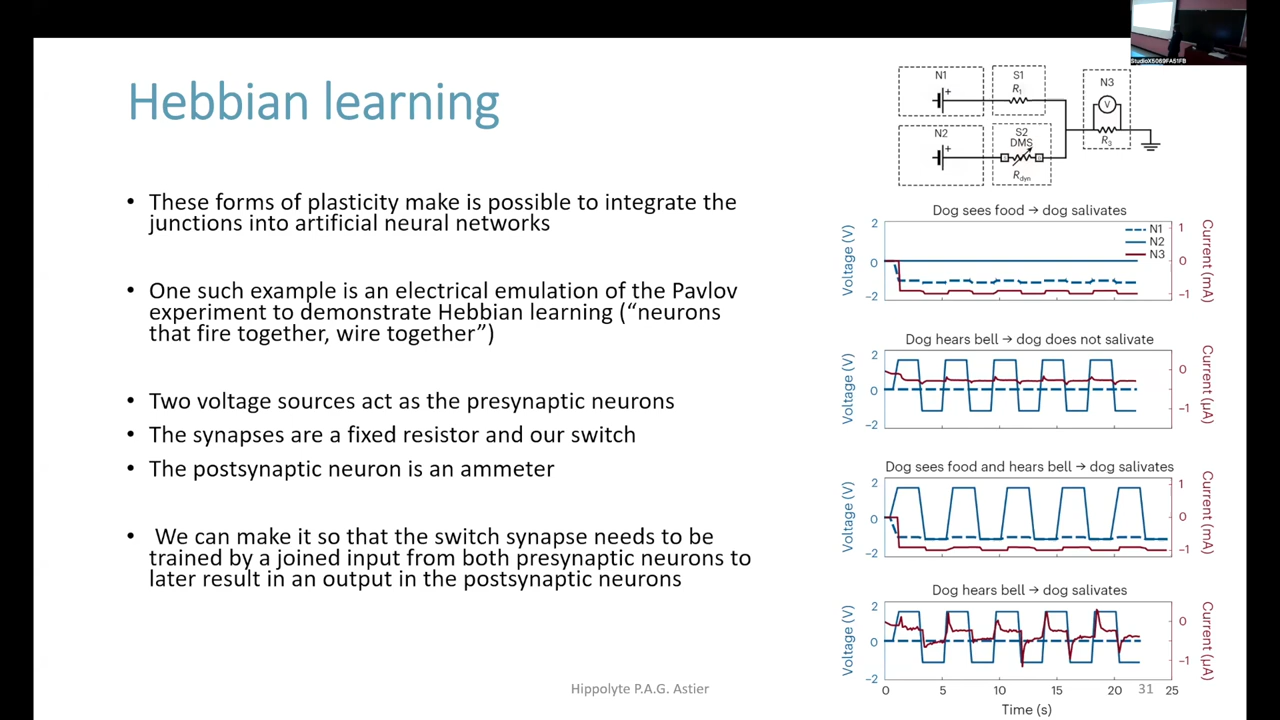 StudioX5069FA51FB
Hebbian learning
• These forms of plasticity make is possible to integrate the
junctions into artificial neural networks
• One such example is an electrical emulation of the Pavlov
experiment to demonstrate Hebbian learning (“neurons
that fire together, wire together”)
• Two voltage sources act as the presynaptic neurons
• The synapses are a fixed resistor and our switch
• The postsynaptic neuron is an ammeter
• We can make it so that the switch synapse needs to be
trained by a joined input from both presynaptic neurons to
later result in an output in the postsynaptic neurons
N1
S1
R1
N3
V
R3
N2
S2
DMS
Rdyn
Dog sees food → dog salivates
Voltage (V)
2
0
−2
N1
N2
N3
1
0
−1
Current (mA)
Dog hears bell → dog does not salivate
Voltage (V)
2
0
−2
0
−1
Current (μA)
Dog sees food and hears bell → dog salivates
Voltage (V)
2
0
−2
1
0
−1
Current (mA)
Dog hears bell → dog salivates
Voltage (V)
2
0
−2
0
−1
Current (μA)
0 5 10 15 20 25
Time (s)
Hippolyte P.A.G. Astier
31